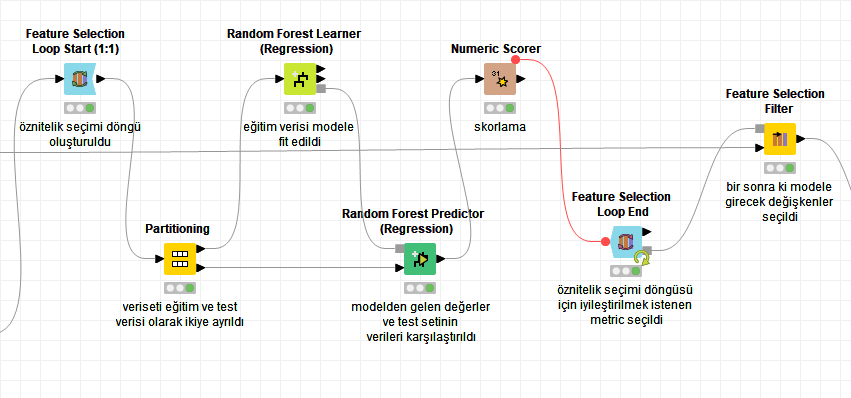 Feature Selection
Loop Start (1:1)
öznitelik seçimi döngü
oluşturuldu
Random Forest Learner
(Regression)
eğitim verisi modele
fit edildi
Numeric Scorer
31
skorlama
Feature Selection
Filter
bir sonra ki modele
girecek değişkenler
seçildi
Partitioning
veriseti eğitim ve test
verisi olarak ikiye ayrıldı
Random Forest Predictor
(Regression)
modelden gelen değerler
ve test setinin
verileri karşılaştırıldı
Feature Selection
Loop End
öznitelik seçimi döngüsü
için iyileştirilmek istenen
metric seçildi